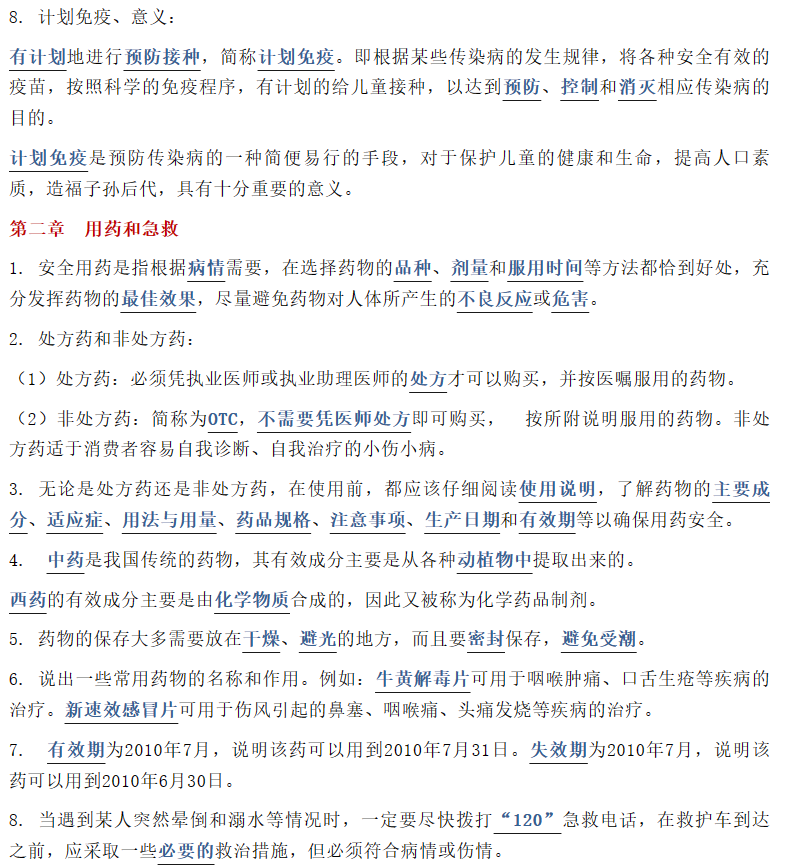 8. 计划免疫、意义：
有计划地进行预防接种，简称计划免疫。即根据某些传染病的发生规律，将各种安全有效的
疫苗，按照科学的免疫程序，有计划的给儿童接种，以达到预防、控制和消灭相应传染病的
目的。
计划免疫是预防传染病的一种简便易行的手段，对于保护儿童的健康和生命，提高人口素
质，造福子孙后代，具有十分重要的意义。
第二章 用药和急救
1. 安全用药是指根据病情需要，在选择药物的品种、剂量和服用时间等方法都恰到好处，充
分发挥药物的最佳效果，尽量避免药物对人体所产生的不良反应或危害。
2. 处方药和非处方药：
（1）处方药：必须凭执业医师或执业助理医师的处方才可以购买，并按医嘱服用的药物。
（2）非处方药：简称为OTC，不需要凭医师处方即可购买， 按所附说明服用的药物。非处
方药适于消费者容易自我诊断、自我治疗的小伤小病。
3. 无论是处方药还是非处方药，在使用前，都应该仔细阅读使用说明，了解药物的主要成
分、适应症、用法与用量、药品规格、注意事项、生产日期和有效期等以确保用药安全。
4. 中药是我国传统的药物，其有效成分主要是从各种动植物中提取出来的。
西药的有效成分主要是由化学物质合成的，因此又被称为化学药品制剂。
5. 药物的保存大多需要放在干燥、避光的地方，而且要密封保存，避免受潮。
6. 说出一些常用药物的名称和作用。例如：牛黄解毒片可用于咽喉肿痛、口舌生疮等疾病的
治疗。新速效感冒片可用于伤风引起的鼻塞、咽喉痛、头痛发烧等疾病的治疗。
7. 有效期为2010年7月，说明该药可以用到2010年7月31日。失效期为2010年7月，说明该
药可以用到2010年6月30日。
8. 当遇到某人突然晕倒和溺水等情况时，一定要尽快拨打“120”急救电话，在救护车到达
之前，应采取一些必要的救治措施，但必须符合病情或伤情。